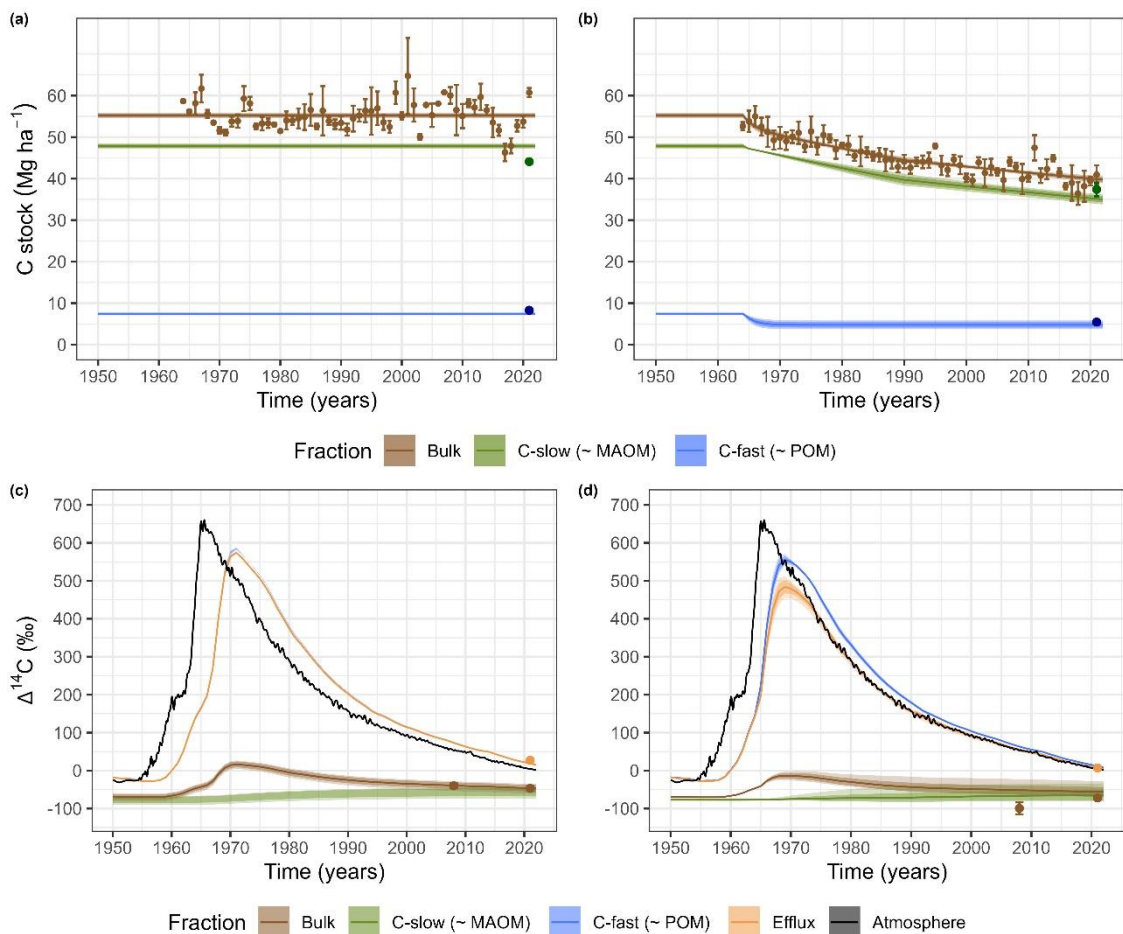 (a)
(b)
C stock (Mg ha⁻¹)
60
50
40
30
20
10
0
60
50
40
30
20
10
0
1950 1960 1970 1980 1990 2000 2010 2020
1950 1960 1970 1980 1990 2000 2010 2020
Time (years)
Time (years)
Fraction Bulk C-slow (~ MAOM) C-fast (~ POM)
(c)
(d)
Δ¹⁴C (‰)
700
600
500
400
300
200
100
0
-100
700
600
500
400
300
200
100
0
-100
1950 1960 1970 1980 1990 2000 2010 2020
1950 1960 1970 1980 1990 2000 2010 2020
Time (years)
Time (years)
Fraction Bulk C-slow (~ MAOM) C-fast (~ POM) Efflux Atmosphere